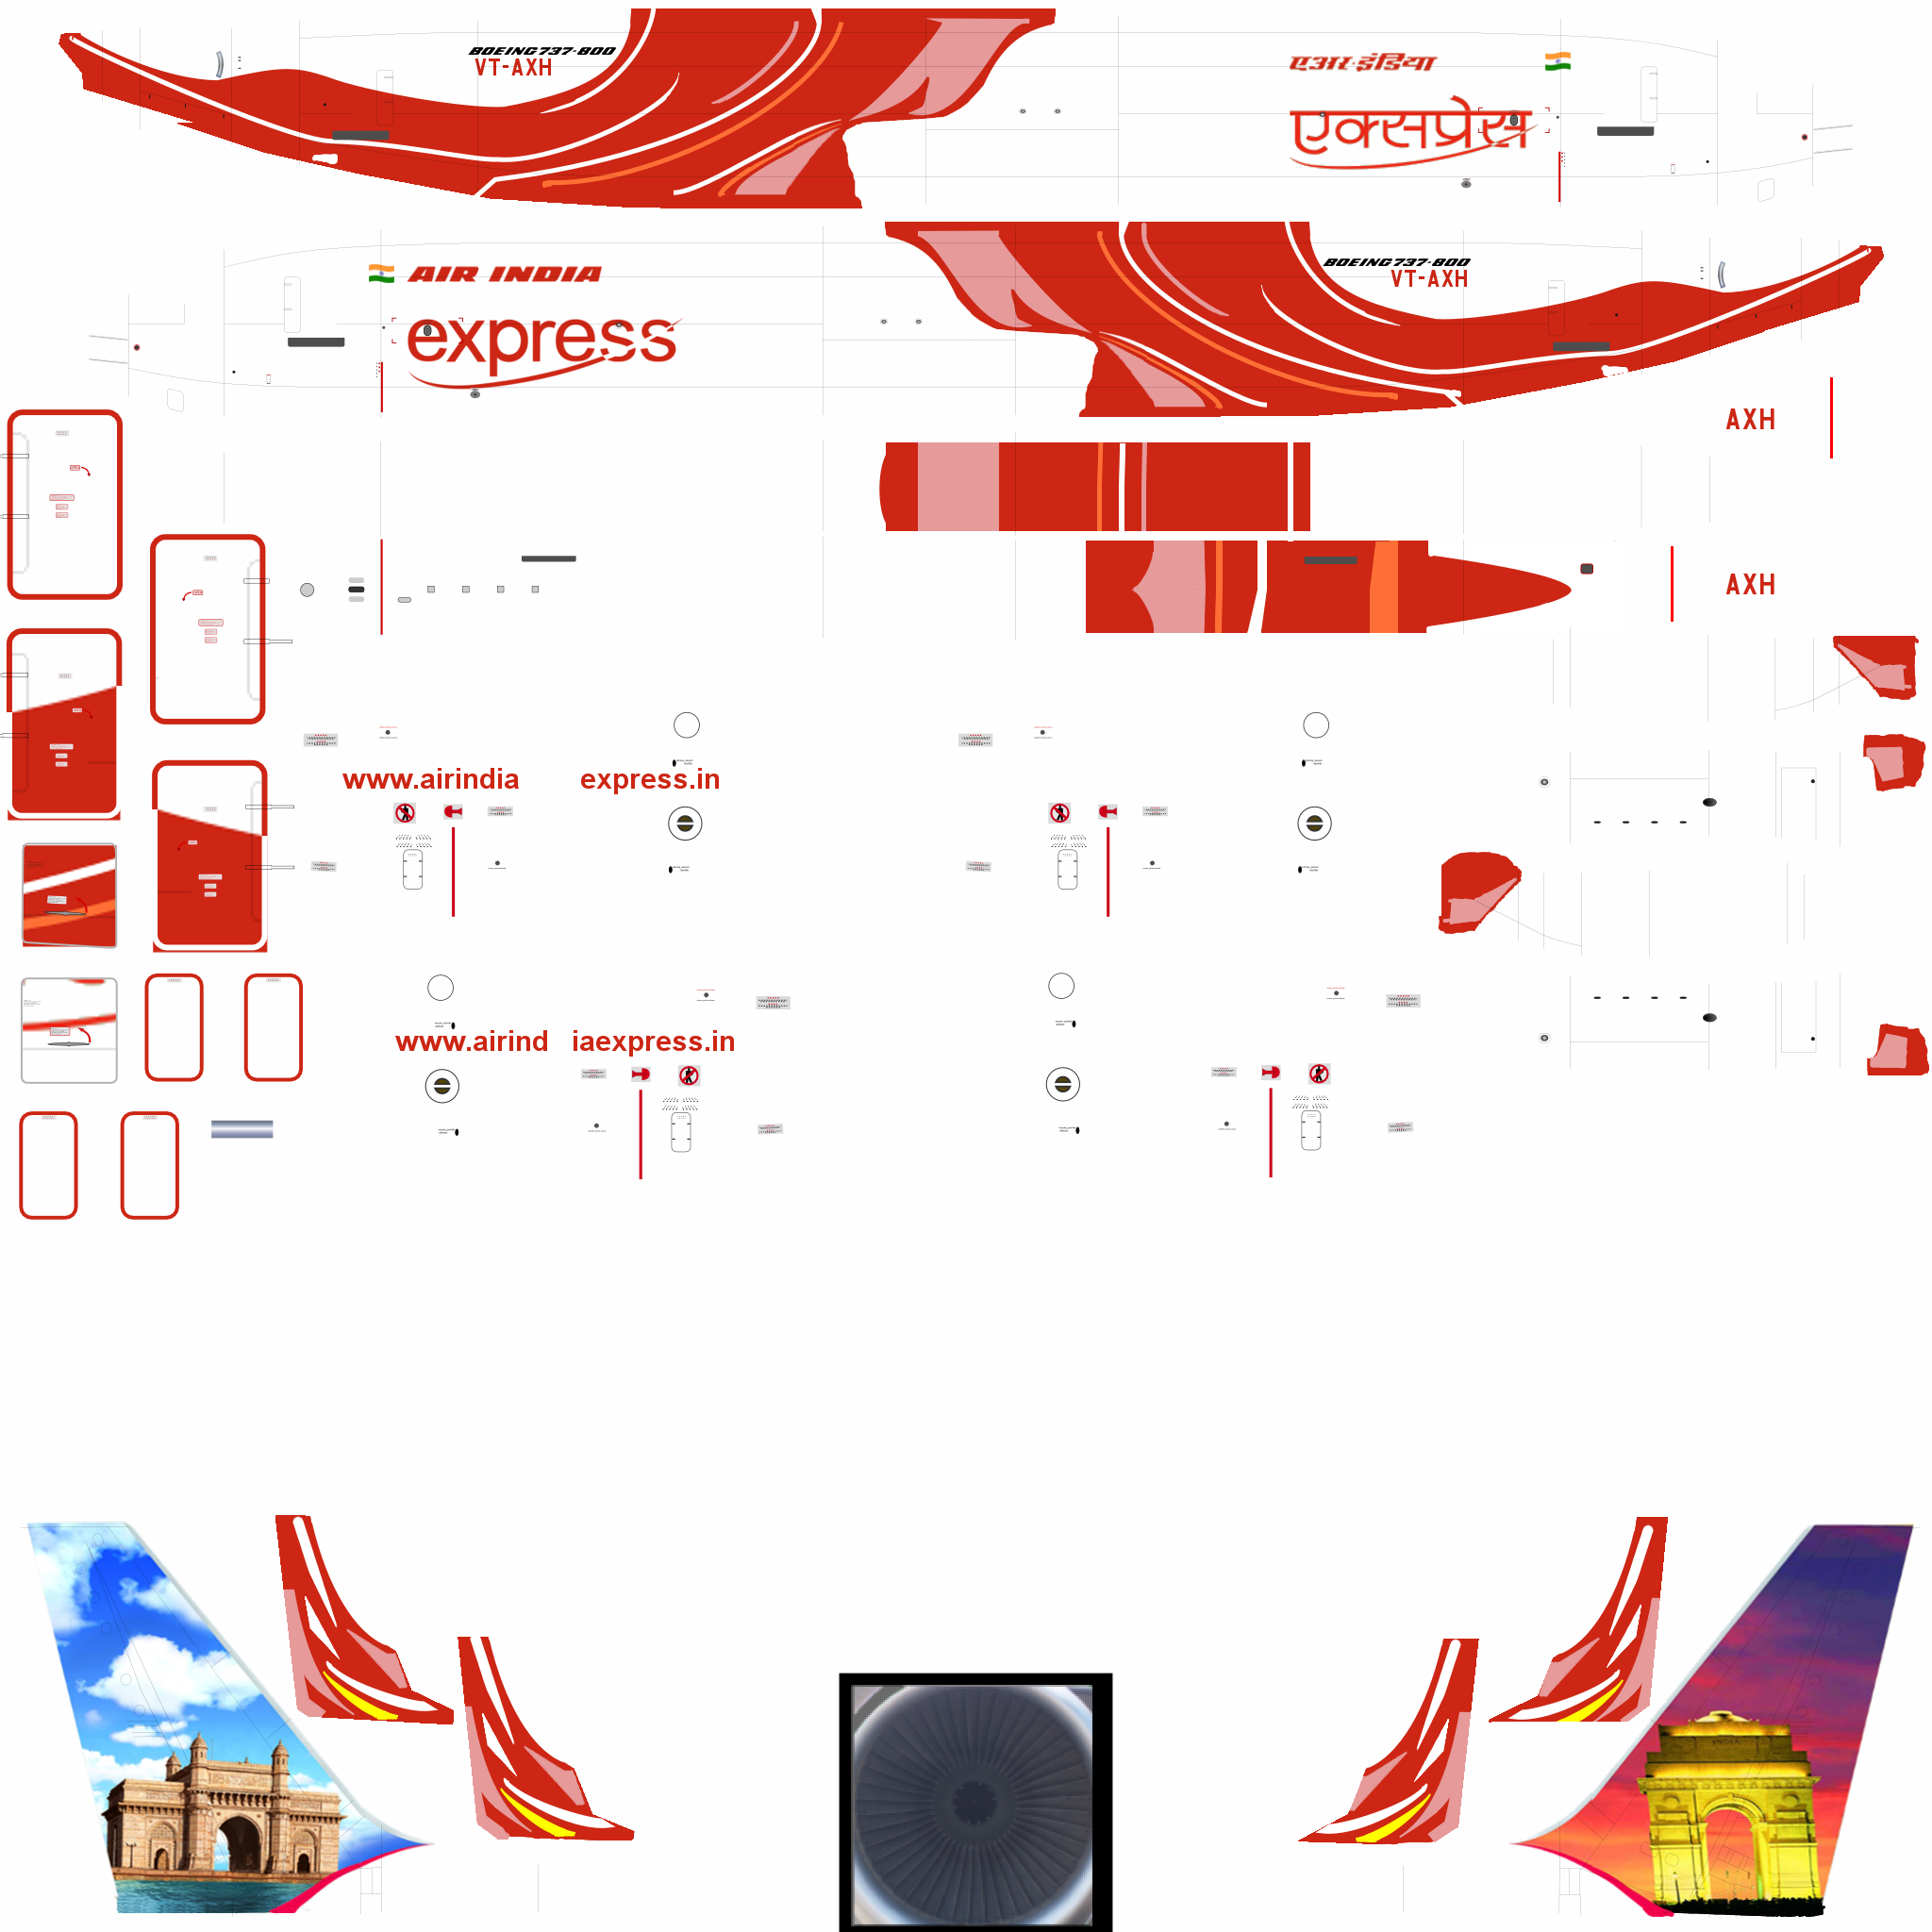 BOEING 737-800
VT-AXH
एअर इंडिया
एक्सप्रेस
AIR INDIA
express
BOEING 737-800
VT-AXH
AXH
AXH
www.airindia express.in
www.airind iaexpress.in
INDIA